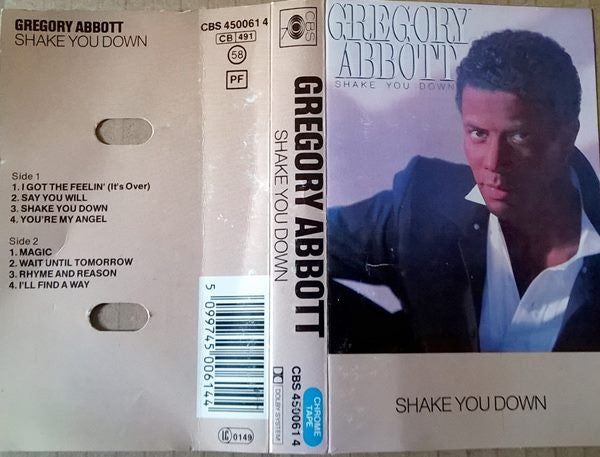 GREGORY ABBOTT
SHAKE YOU DOWN
Side 1
1. I GOT THE FEELIN' (It's Over)
2. SAY YOU WILL
3. SHAKE YOU DOWN
4. YOU'RE MY ANGEL
Side 2
1. MAGIC
2. WAIT UNTIL TOMORROW
3. RHYME AND REASON
4. I'LL FIND A WAY
CBS 450061 4
CB 491
58
PF
5 099745 006144
LC 0149
CBS
GREGORY ABBOTT
SHAKE YOU DOWN
CBS 450061 4
DOLBY SYSTEM
CHROME
TAPE
GREGORY
ABBOTT
SHAKE YOU DOWN
SHAKE YOU DOWN